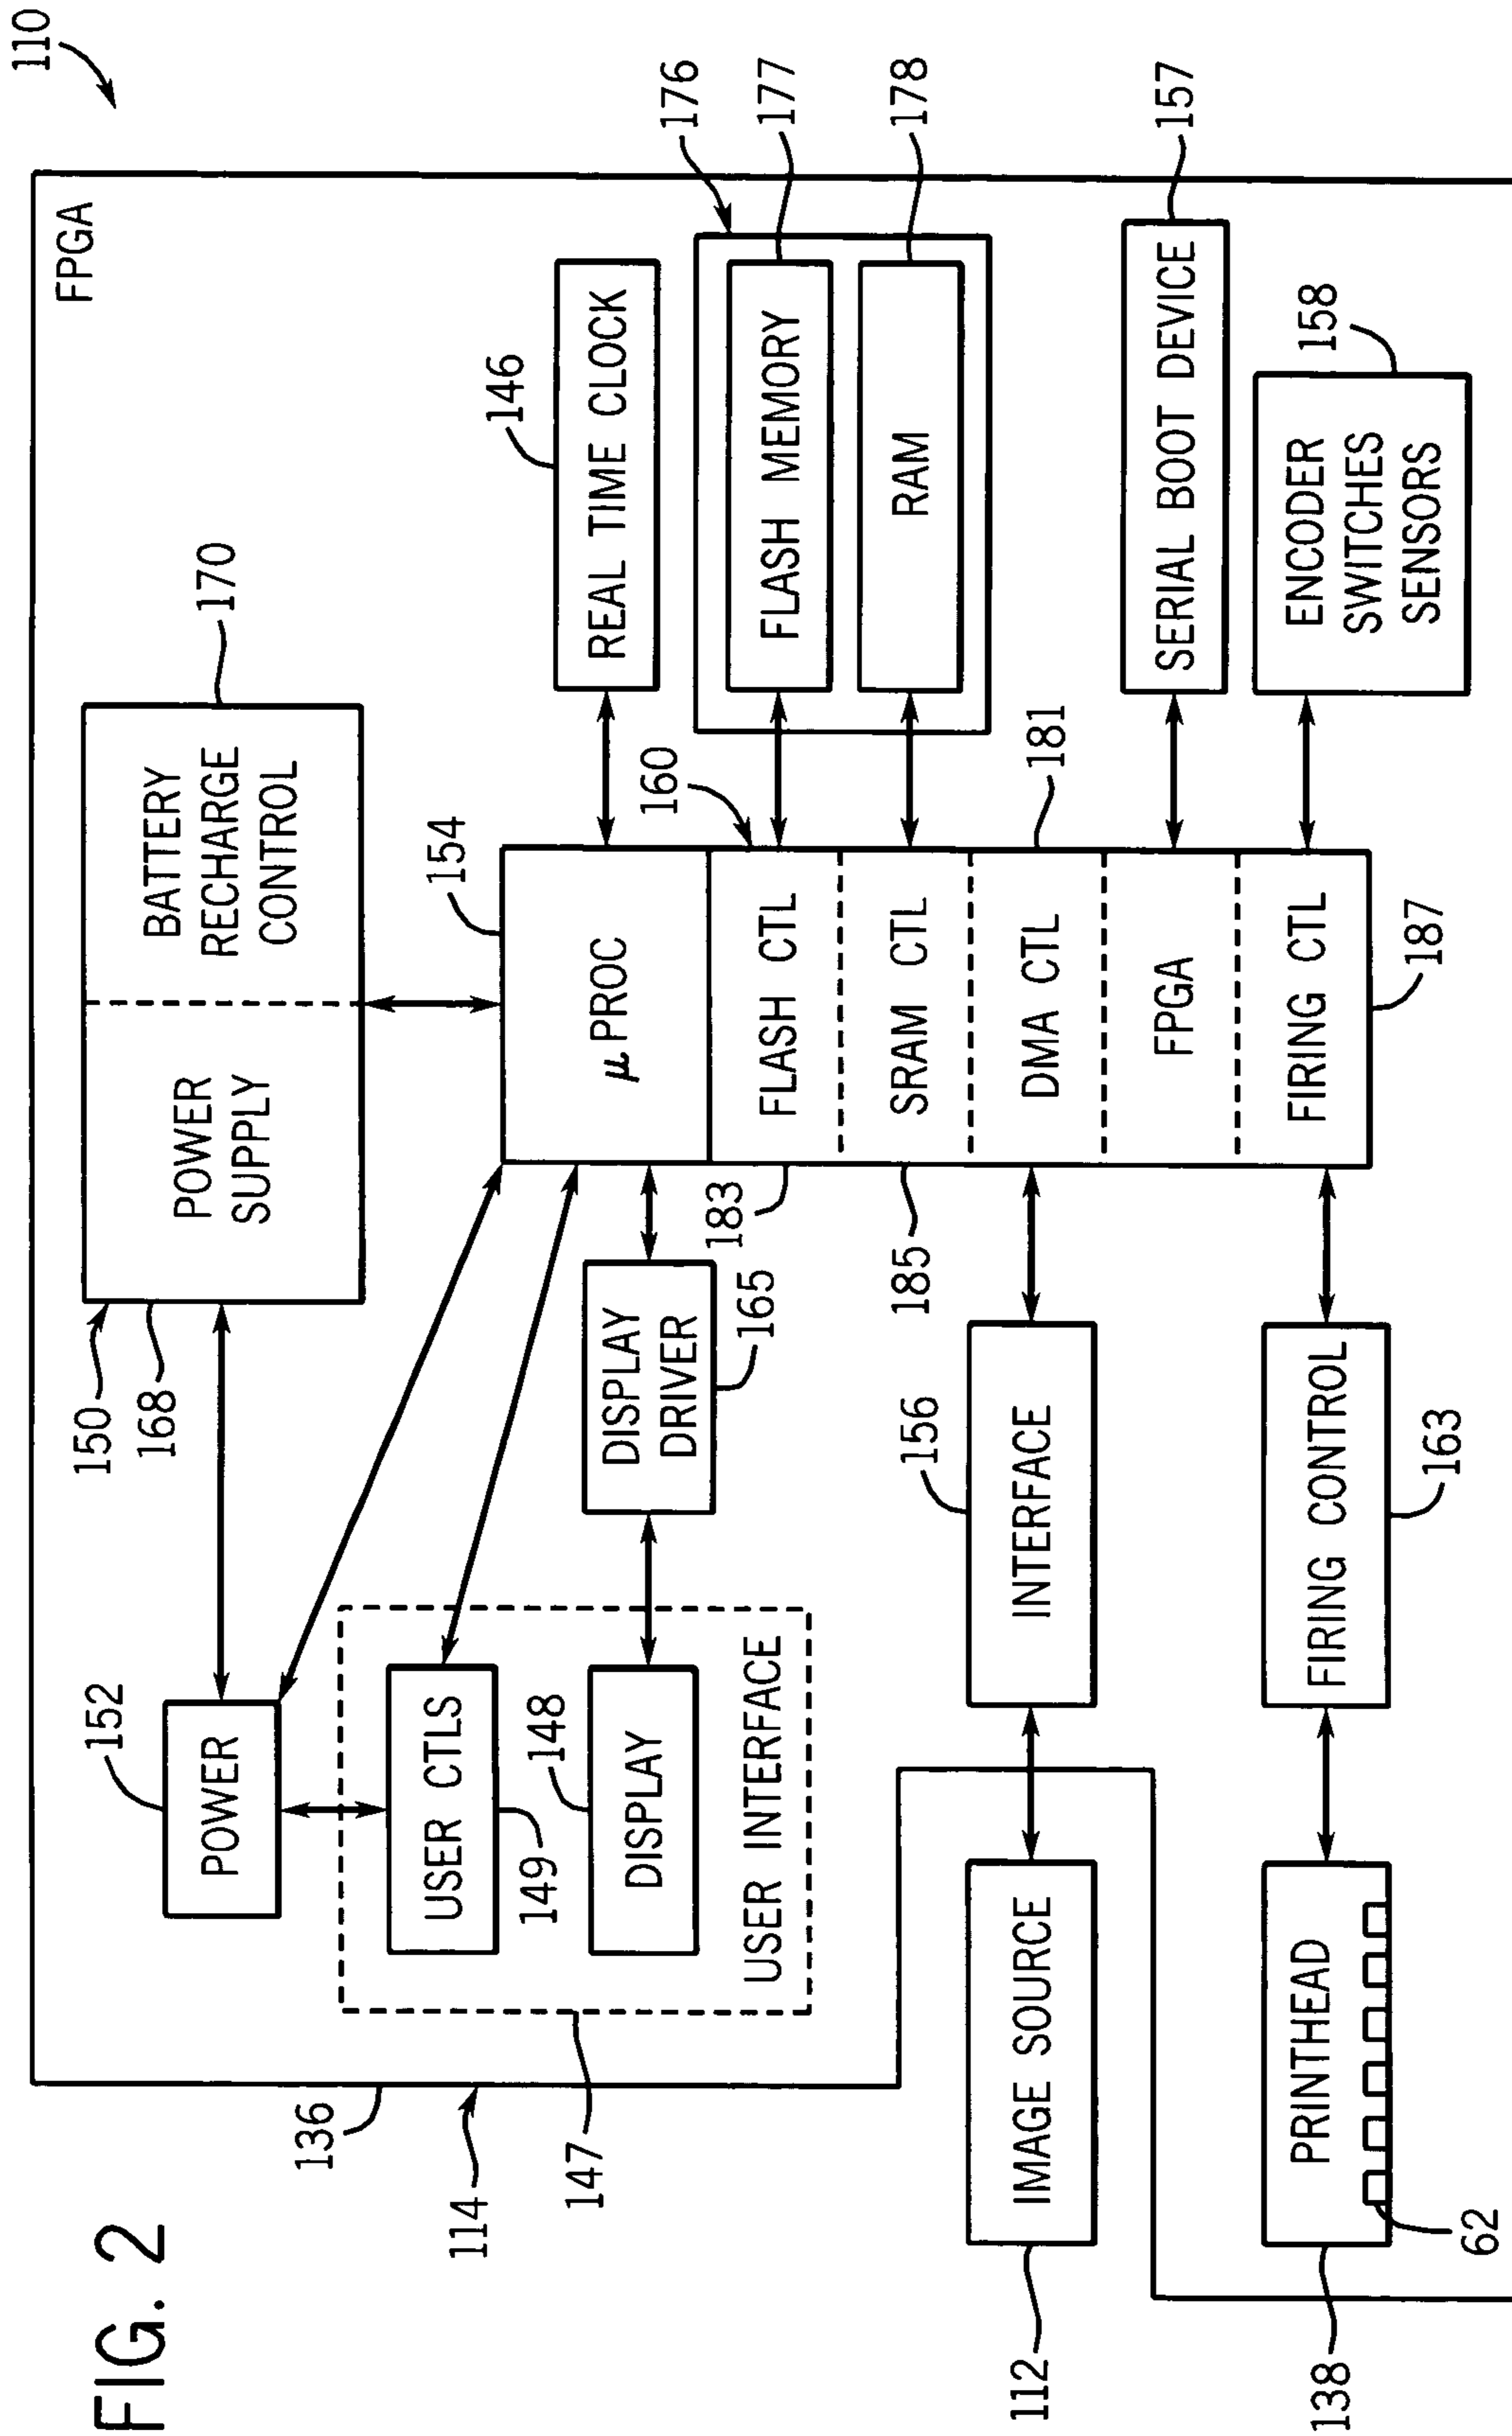 FIG. 2
110
FPGA
136
114
147
152
POWER
150
168
POWER
SUPPLY
BATTERY
RECHARGE
CONTROL
170
USER CTLS
149
148
DISPLAY
USER INTERFACE
DISPLAY
DRIVER
165
154
µPROC
146
REAL TIME CLOCK
160
176
177
178
FLASH MEMORY
RAM
183
FLASH CTL
185
SRAM CTL
181
DMA CTL
FPGA
FIRING CTL
187
157
SERIAL BOOT DEVICE
158
ENCODER
SWITCHES
SENSORS
112
IMAGE SOURCE
156
INTERFACE
138
PRINTHEAD
62
FIRING CONTROL
163